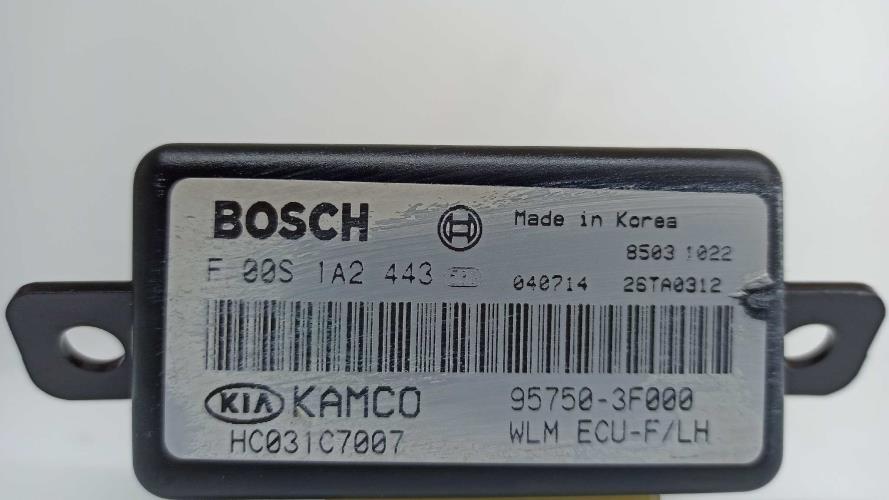 BOSCH
Made in Korea
8503 1022
F 00S 1A2 443
040714 26TA0312
KIA KAMCO
95750-3F000
HC031C7007
WLM ECU-F/LH